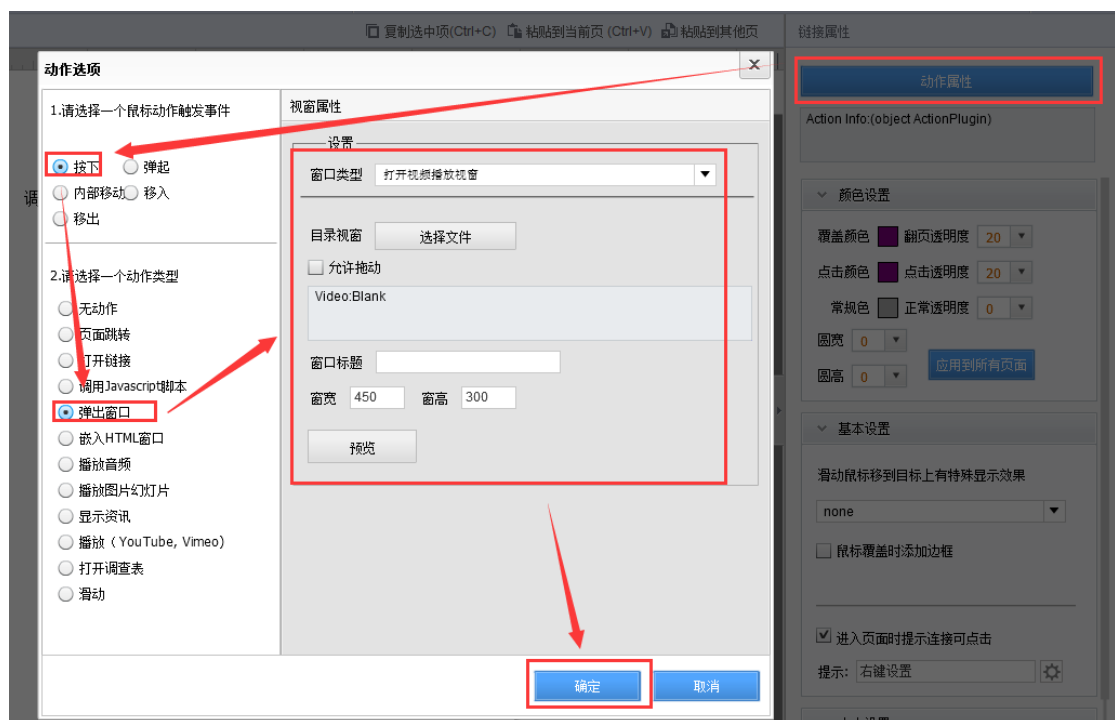 复制选中项(Ctrl+C) 粘贴到当前页 (Ctrl+V) 粘贴到其他页
链接属性
动作选项
1.请选择一个鼠标动作触发事件
按下 弹起
内部移动 移入
移出
2.请选择一个动作类型
无动作
页面跳转
打开链接
调用Javascript脚本
弹出窗口
嵌入HTML窗口
播放音频
播放图片幻灯片
显示资讯
播放（YouTube, Vimeo)
打开调查表
滑动
视窗属性
设置
窗口类型 打开视频播放视窗
目录视窗 选择文件
允许拖动
Video:Blank
窗口标题
窗宽 450 窗高 300
预览
确定 取消
调
动作属性
Action Info:(object ActionPlugin)
颜色设置
覆盖颜色 翻页透明度 20
点击颜色 点击透明度 20
常规色 正常透明度 0
圆宽 0
圆高 0 应用到所有页面
基本设置
滑动鼠标移到目标上有特殊显示效果
none
鼠标覆盖时添加边框
进入页面时提示连接可点击
提示: 右键设置